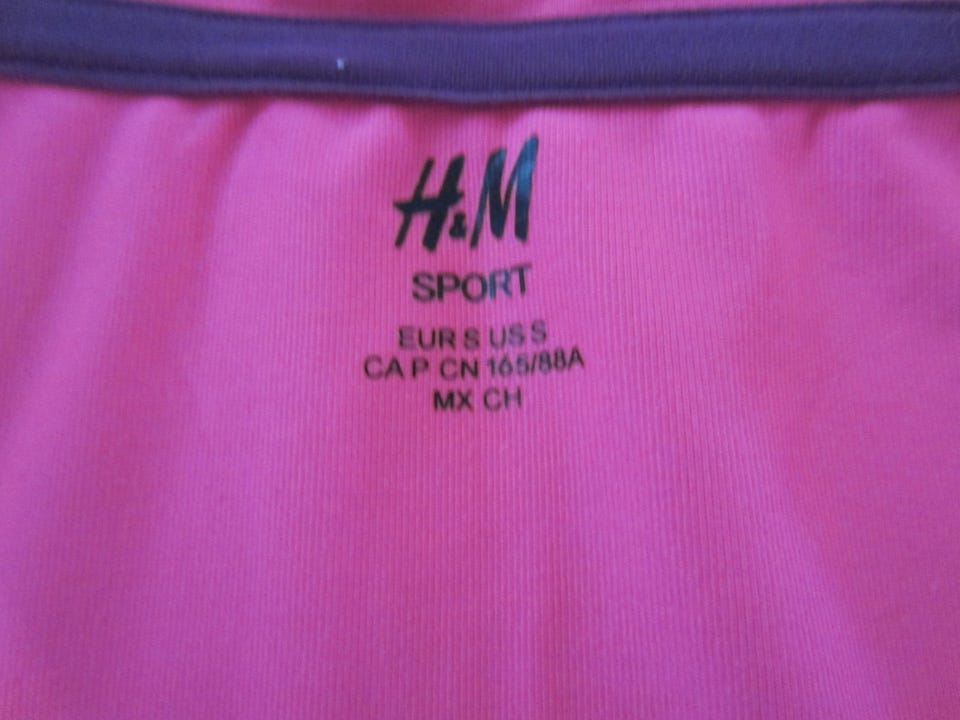 H&M
SPORT
EUR S US S
CA P CN 165/88A
MX CH